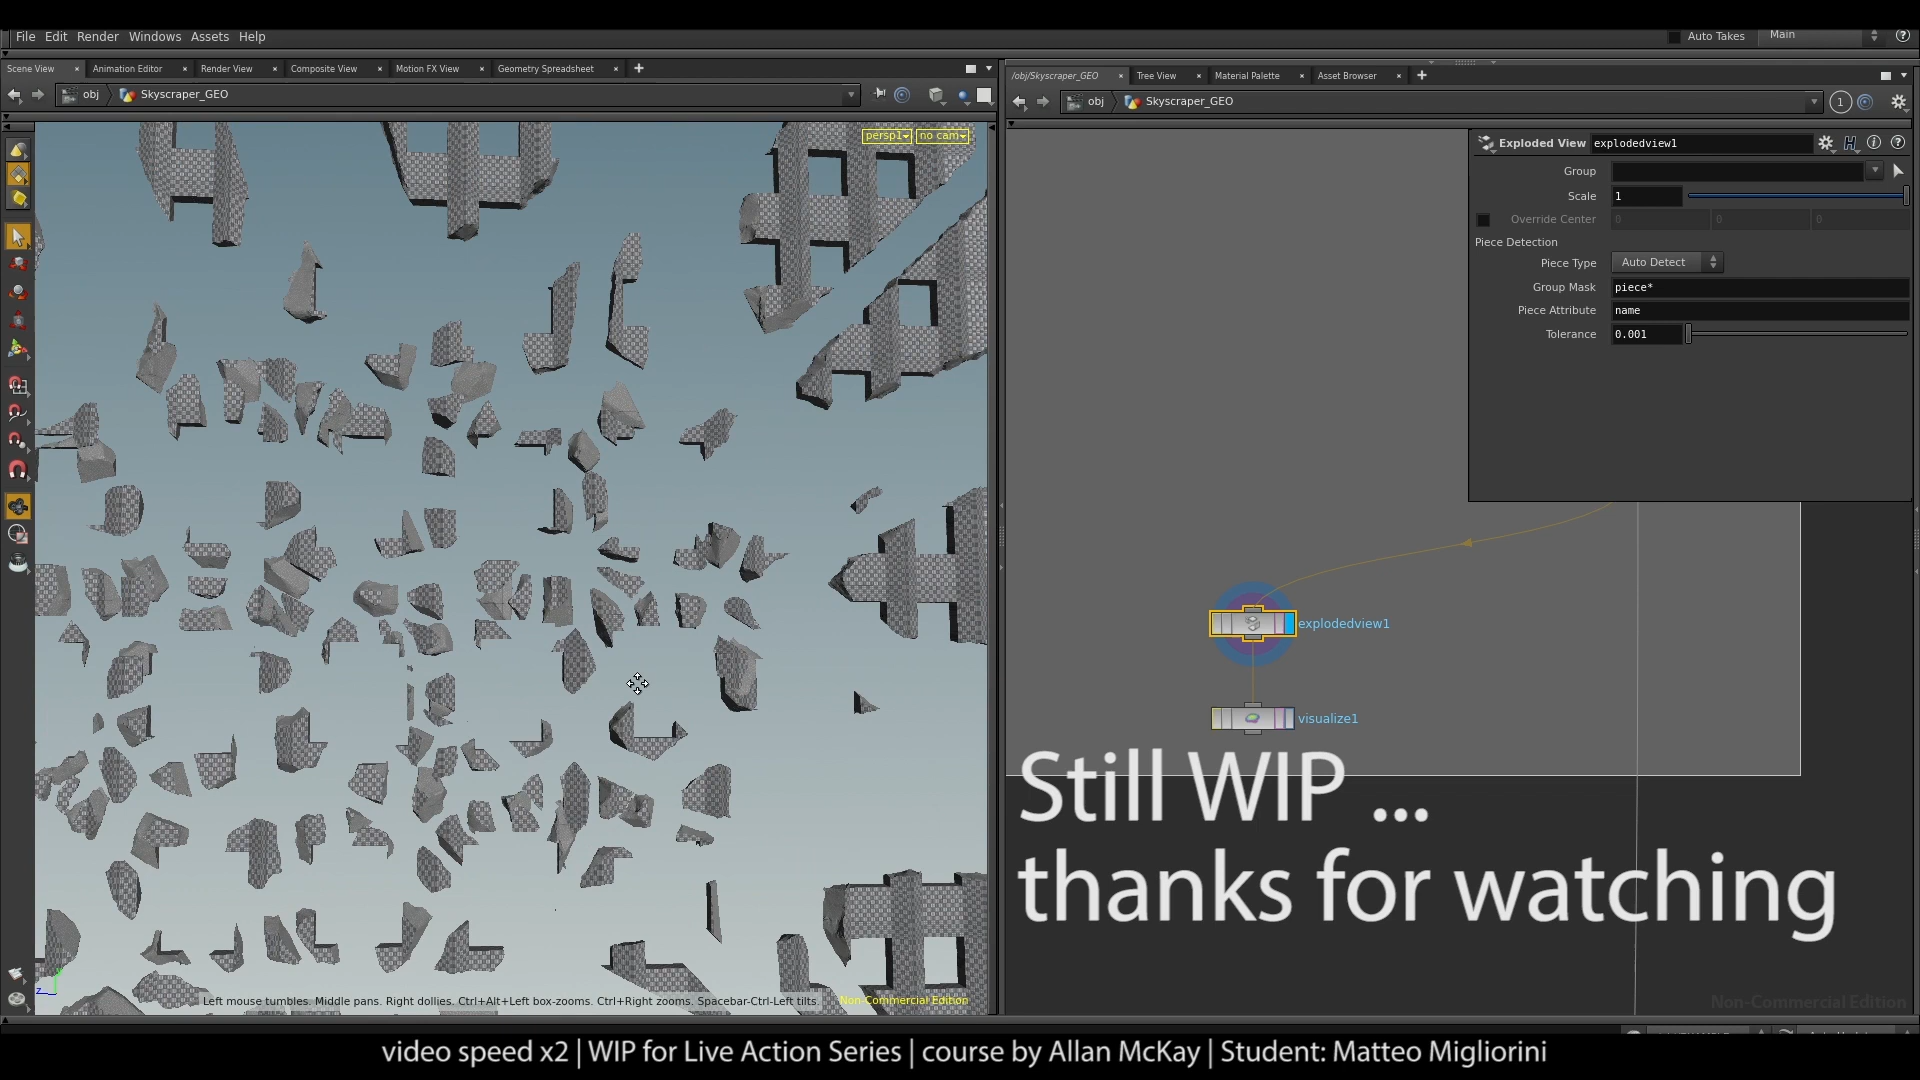 File Edit Render Windows Assets Help
Auto Takes Main
Scene View Animation Editor Render View Composite View Motion FX View Geometry Spreadsheet
/obj/Skyscraper_GEO Tree View Material Palette Asset Browser
obj Skyscraper_GEO
obj Skyscraper_GEO 1
persp1 no cam
Exploded View explodedview1
Group
Scale 1
Override Center 0 0 0
Piece Detection
Piece Type Auto Detect
Group Mask piece*
Piece Attribute name
Tolerance 0.001
explodedview1
visualize1
Still WIP ...
thanks for watching
z
Left mouse tumbles. Middle pans. Right dollies. Ctrl+Alt+Left box-zooms. Ctrl+Right zooms. Spacebar-Ctrl-Left tilts.
Non-Commercial Edition
Non-Commercial Edition
video speed x2 | WIP for Live Action Series | course by Allan McKay | Student: Matteo Migliorini